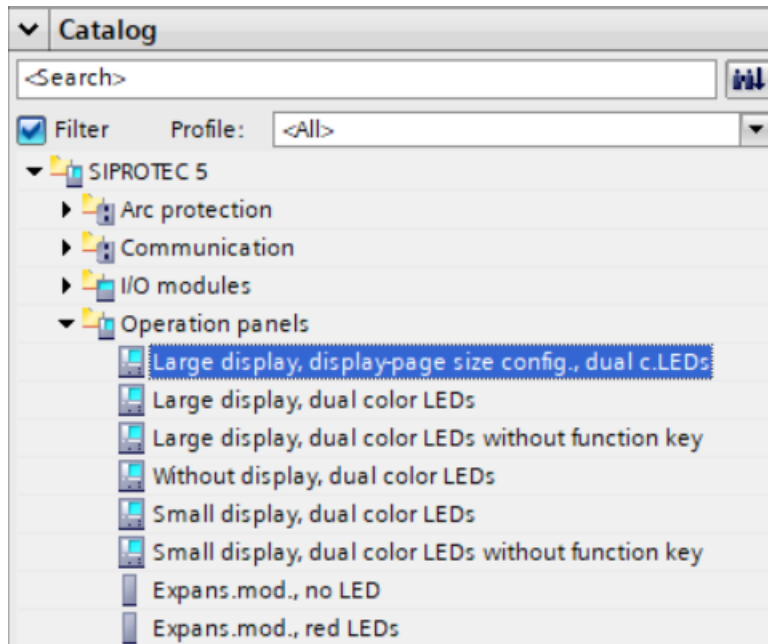 Catalog
<Search>
Filter Profile: <All>
SIPROTEC 5
Arc protection
Communication
I/O modules
Operation panels
Large display, display-page size config., dual c.LEDs
Large display, dual color LEDs
Large display, dual color LEDs without function key
Without display, dual color LEDs
Small display, dual color LEDs
Small display, dual color LEDs without function key
Expans.mod., no LED
Expans.mod., red LEDs